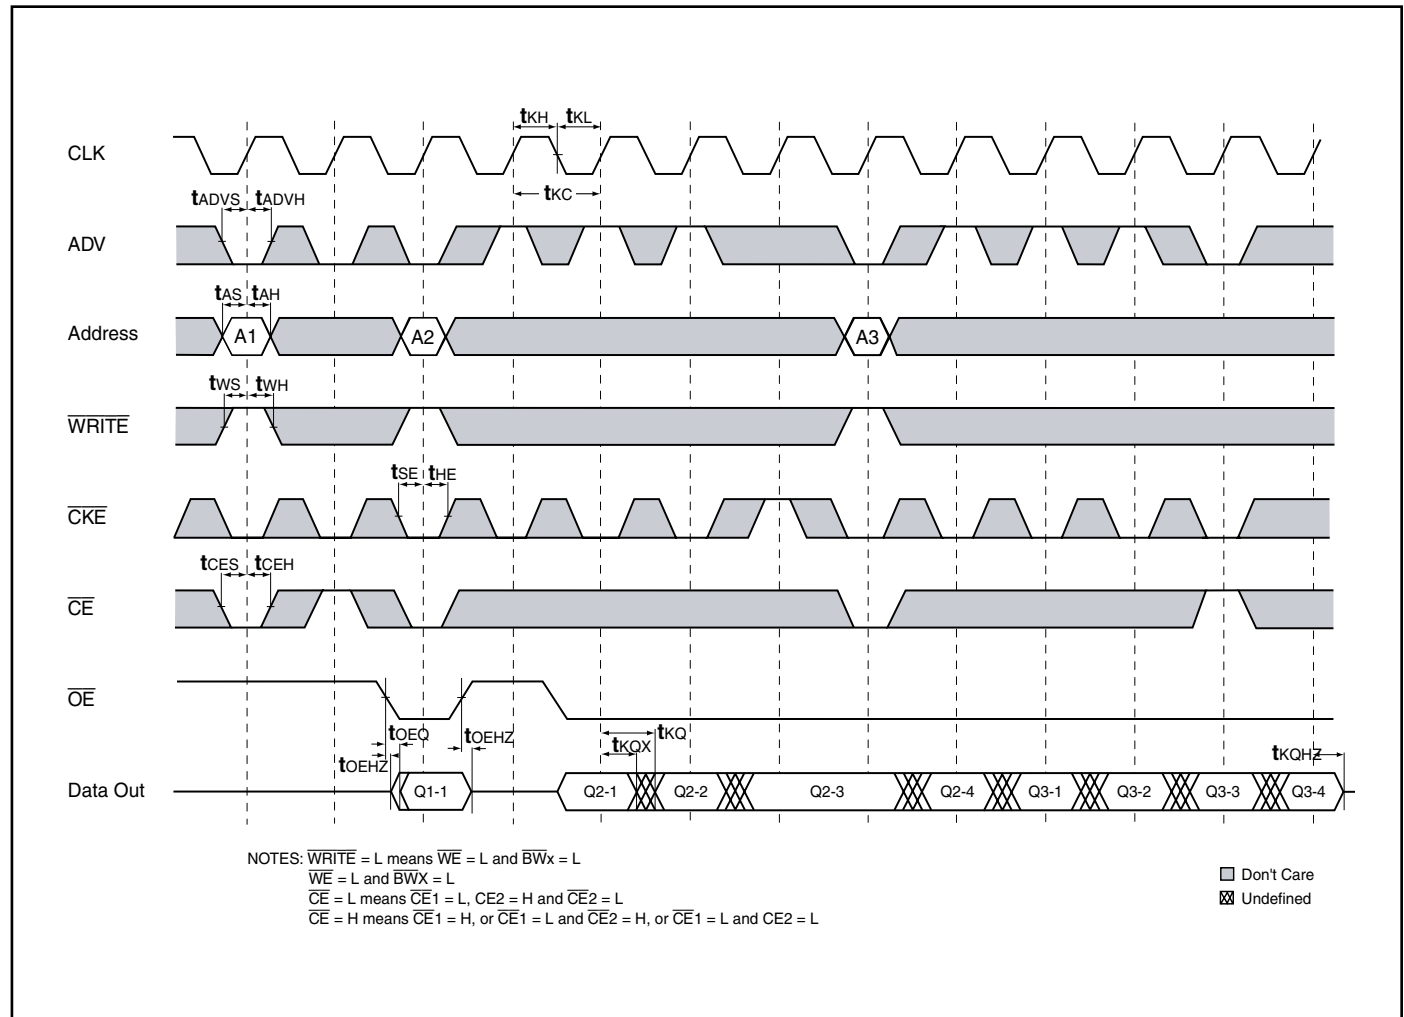 tKH tKL
CLK
tKC
tADVS tADVH
ADV
tAS tAH
Address
A1 A2 A3
tWS tWH
WRITE
tSE tHE
CKE
tCES tCEH
CE
OE
tOEQ tOEHZ tKQ
tKQX
tOEHZ tKQHZ
Data Out
Q1-1 Q2-1 Q2-2 Q2-3 Q2-4 Q3-1 Q3-2 Q3-3 Q3-4
NOTES: WRITE = L means WE = L and BWx = L
WE = L and BWX = L
CE = L means CE1 = L, CE2 = H and CE2 = L
CE = H means CE1 = H, or CE1 = L and CE2 = H, or CE1 = L and CE2 = L
Don't Care
Undefined